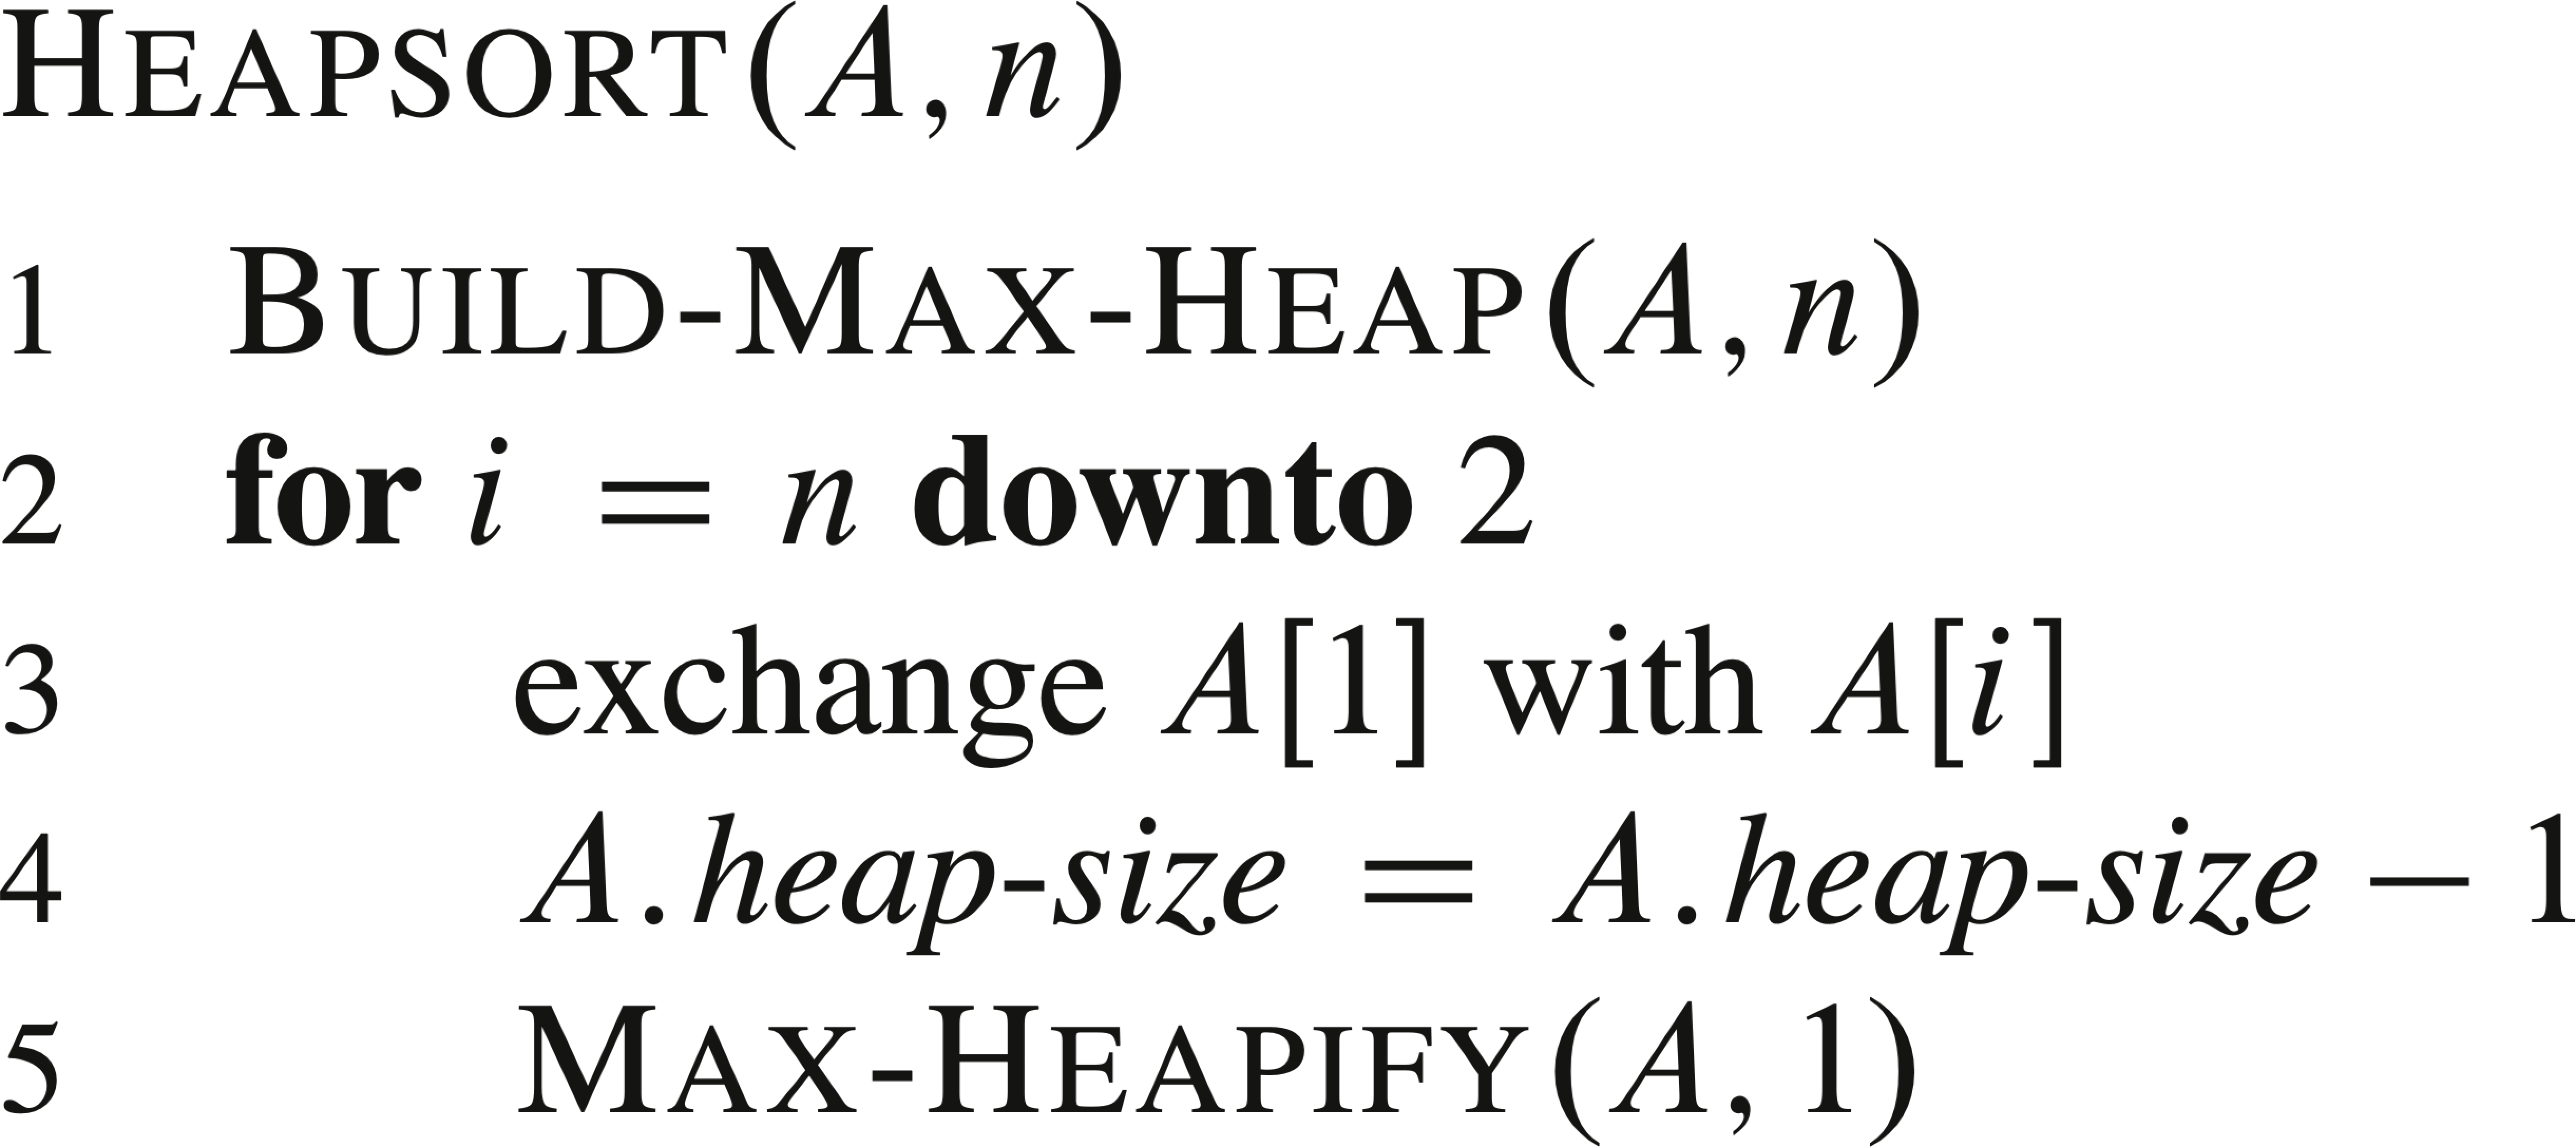 HEAPSORT(A, n)
1 BUILD-MAX-HEAP(A, n)
2 for i = n downto 2
3 exchange A[1] with A[i]
4 A.heap-size = A.heap-size − 1
5 MAX-HEAPIFY(A, 1)